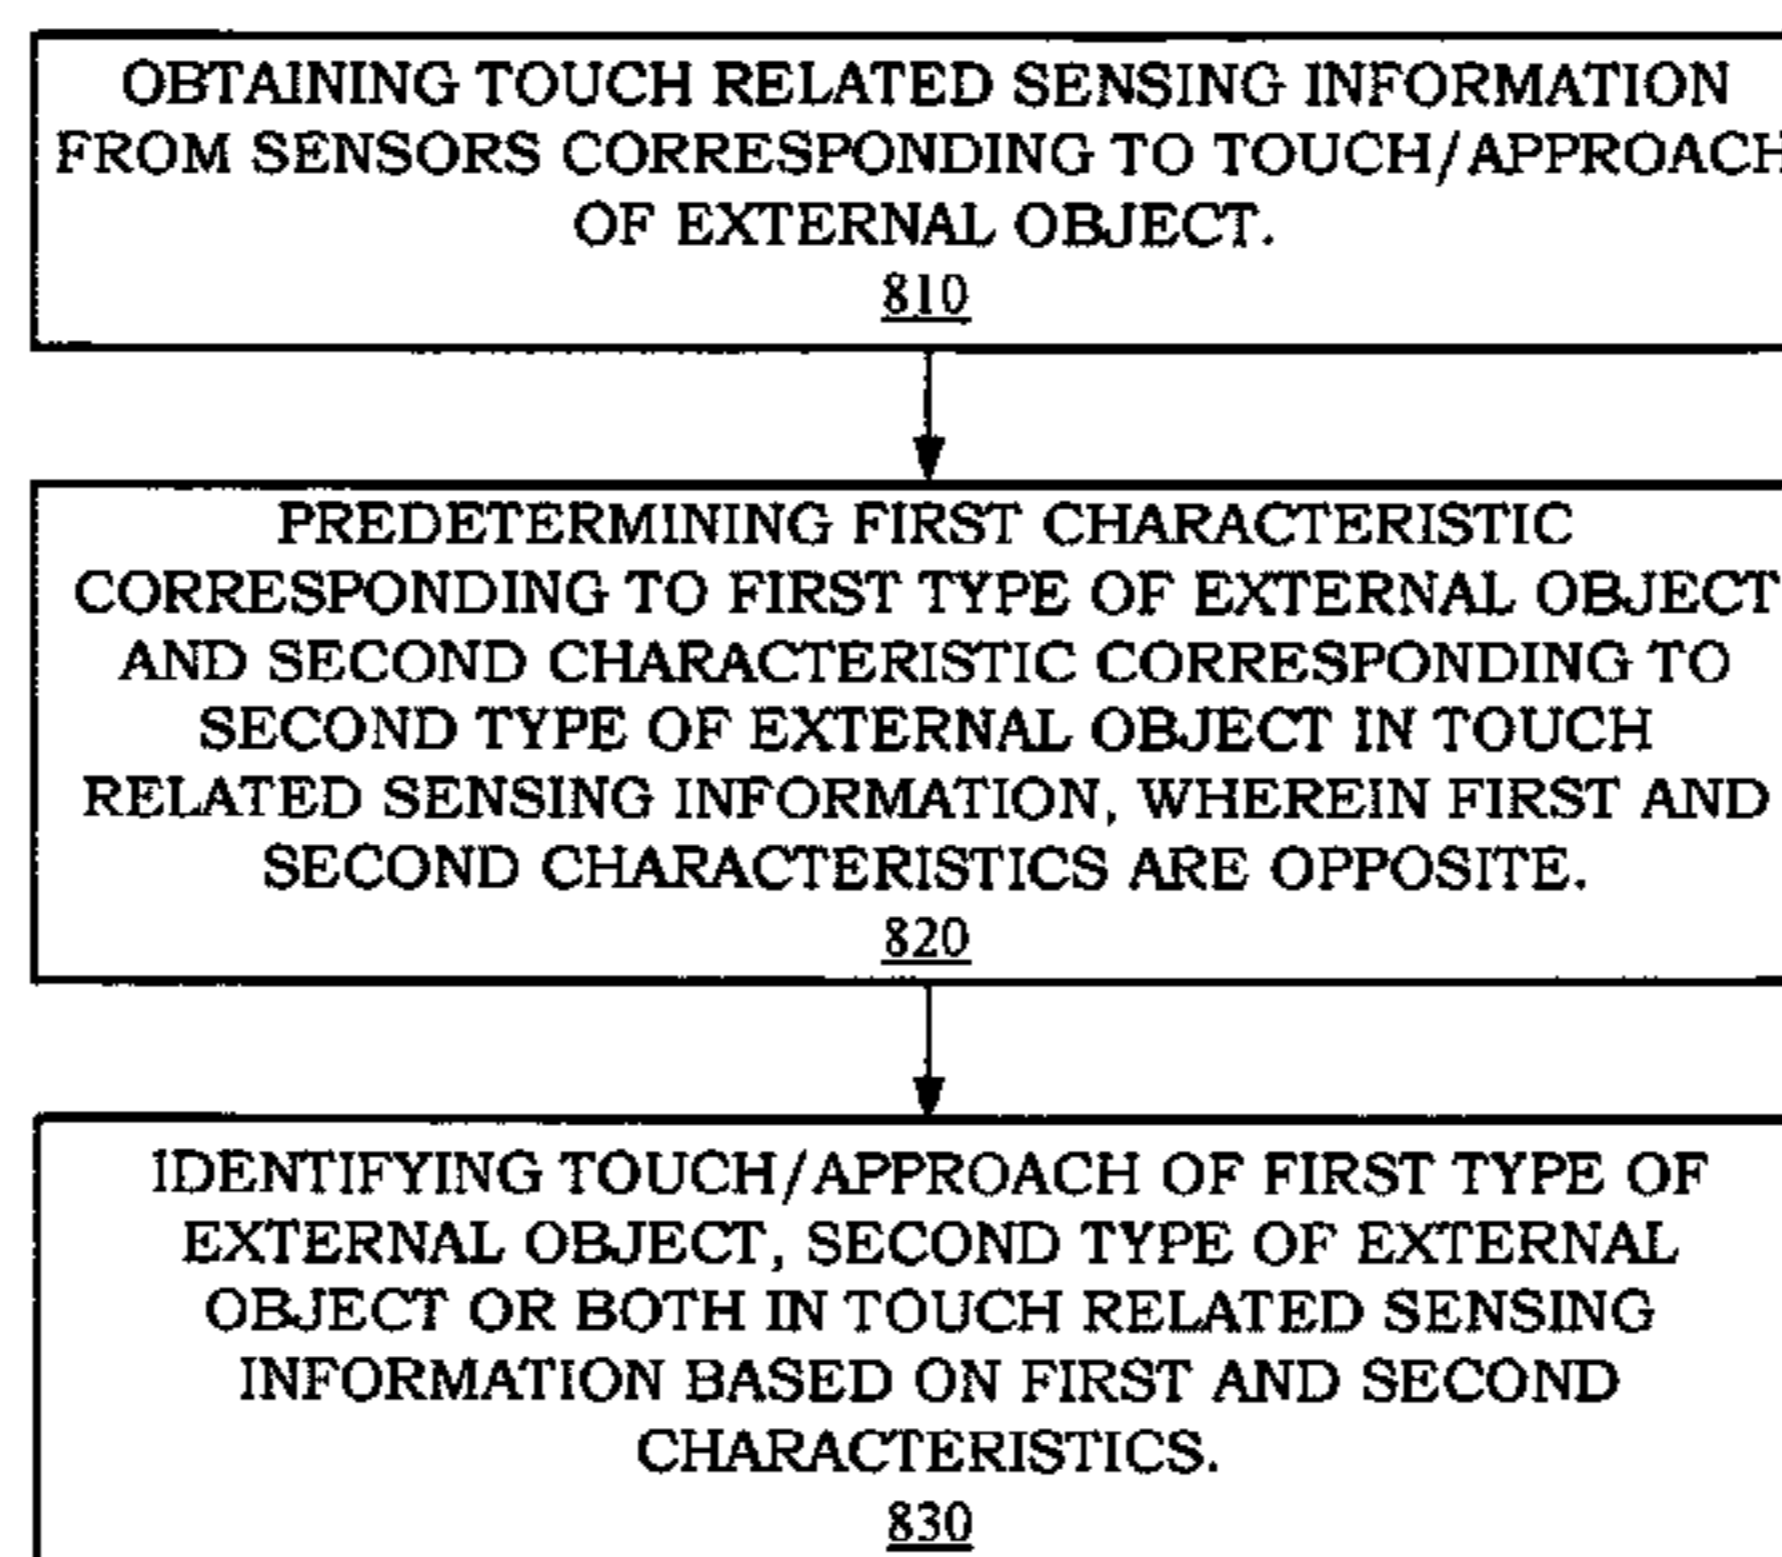 OBTAINING TOUCH RELATED SENSING INFORMATION
FROM SENSORS CORRESPONDING TO TOUCH/APPROACH
OF EXTERNAL OBJECT.
810
PREDETERMINING FIRST CHARACTERISTIC
CORRESPONDING TO FIRST TYPE OF EXTERNAL OBJECT
AND SECOND CHARACTERISTIC CORRESPONDING TO
SECOND TYPE OF EXTERNAL OBJECT IN TOUCH
RELATED SENSING INFORMATION, WHEREIN FIRST AND
SECOND CHARACTERISTICS ARE OPPOSITE.
820
IDENTIFYING TOUCH/APPROACH OF FIRST TYPE OF
EXTERNAL OBJECT, SECOND TYPE OF EXTERNAL
OBJECT OR BOTH IN TOUCH RELATED SENSING
INFORMATION BASED ON FIRST AND SECOND
CHARACTERISTICS.
830